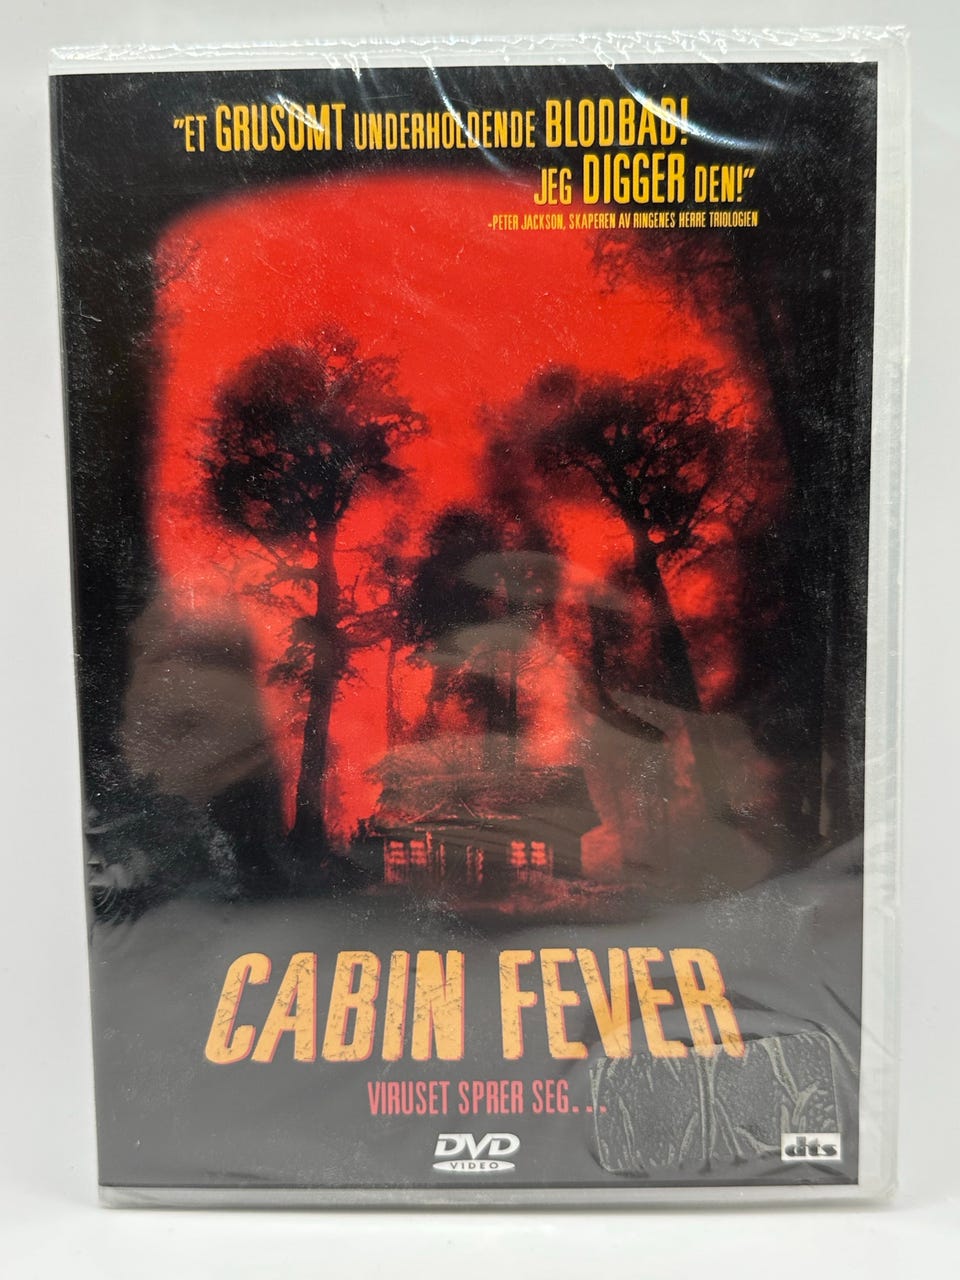 "ET GRUSOMT UNDERHOLDENDE BLODBAD!
JEG DIGGER DEN!"
-PETER JACKSON, SKAPEREN AV RINGENES HERRE TRIOLOGIEN
CABIN FEVER
VIRUSET SPRER SEG...
DVD
VIDEO
dts